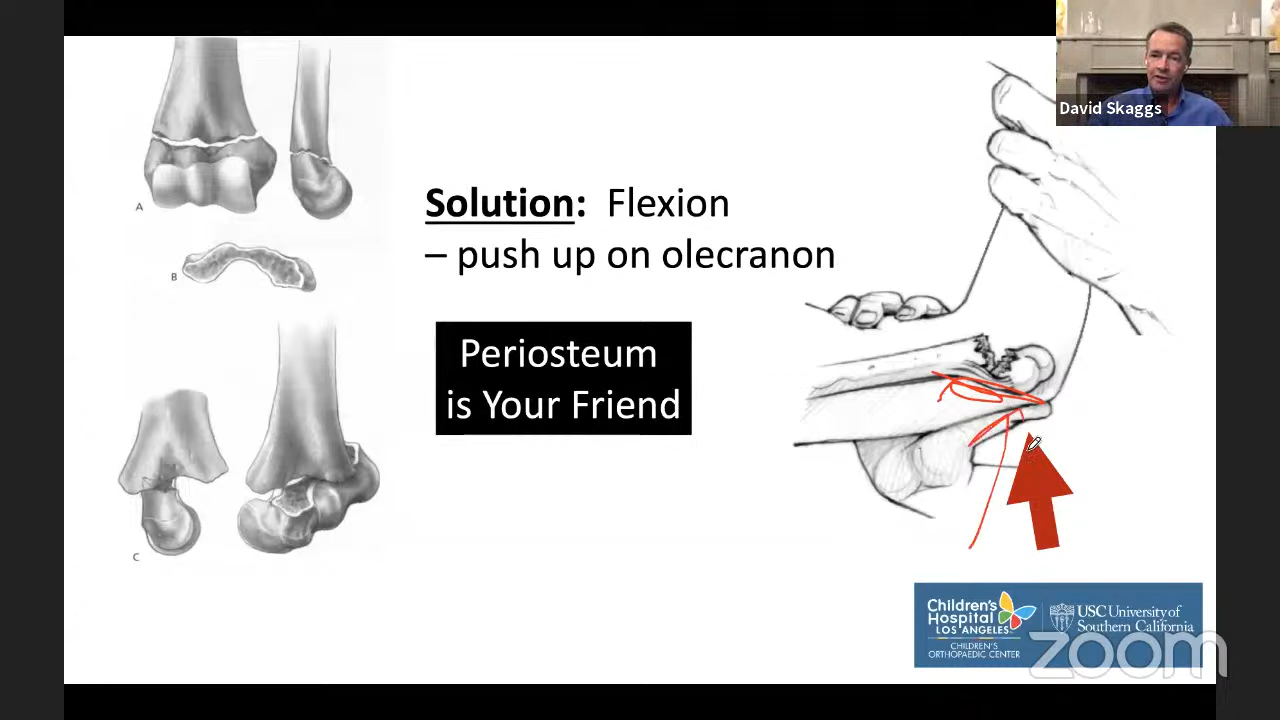 David Skaggs
A
Solution: Flexion
– push up on olecranon
B
Periosteum
is Your Friend
C
Children's
Hospital
LOS ANGELES
CHILDREN'S
ORTHOPAEDIC CENTER
USC University of
Southern California
zoom